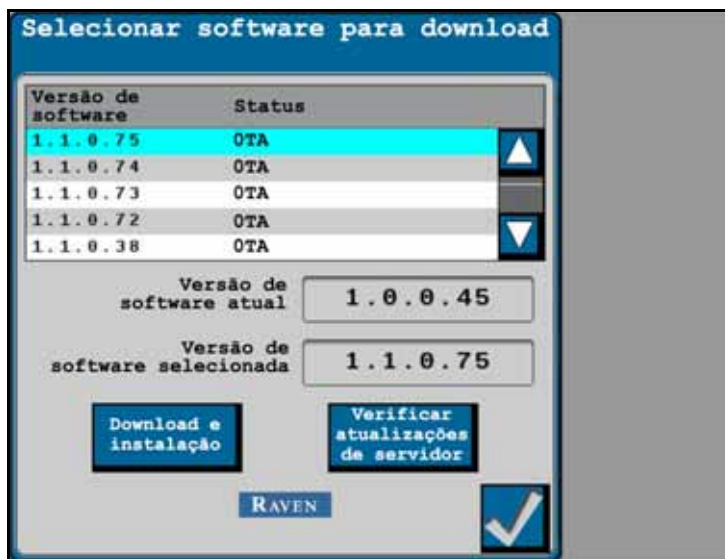 Selecionar software para download
Versão de software Status
1.1.0.75 OTA
1.1.0.74 OTA
1.1.0.73 OTA
1.1.0.72 OTA
1.1.0.38 OTA
Versão de
software atual
1.0.0.45
Versão de
software selecionada
1.1.0.75
Download e
instalação
Verificar
atualizações
de servidor
RAVEN